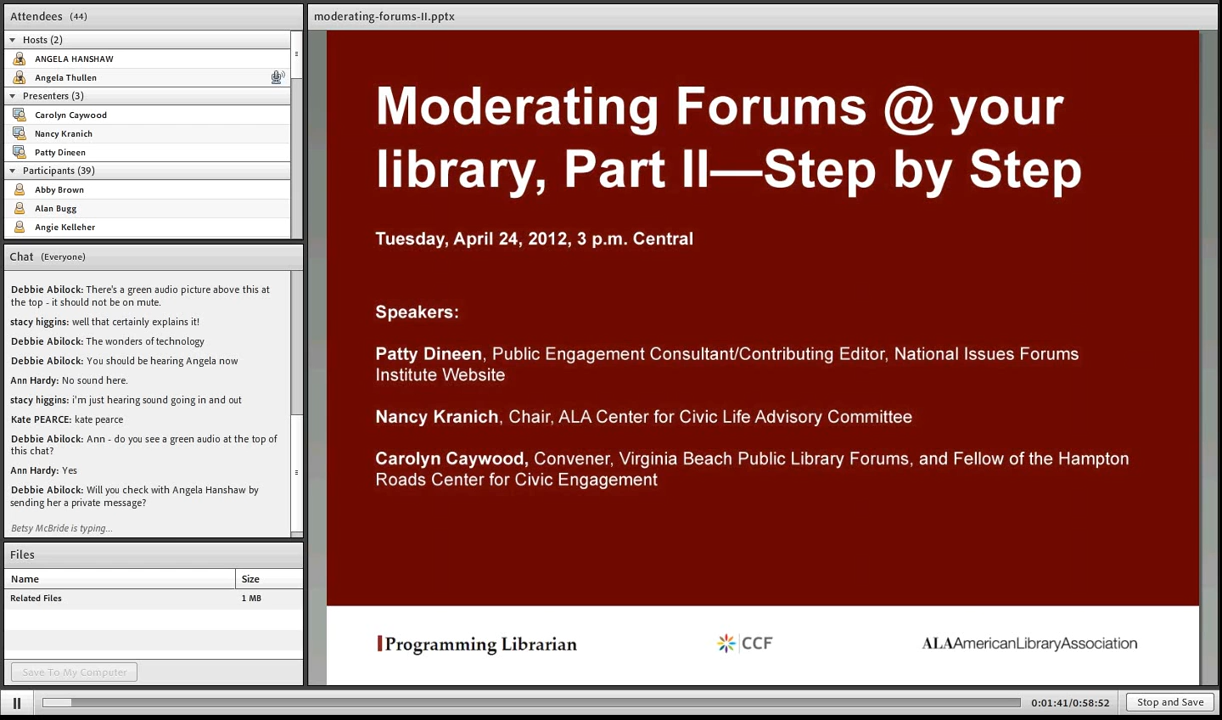 Attendees (44)
Hosts (2)
ANGELA HANSHAW
Angela Thullen
Presenters (3)
Carolyn Caywood
Nancy Kranich
Patty Dineen
Participants (39)
Abby Brown
Alan Bugg
Angie Kelleher
Chat (Everyone)
Debbie Abilock: There's a green audio picture above this at
the top - it should not be on mute.
stacy higgins: well that certainly explains it!
Debbie Abilock: The wonders of technology
Debbie Abilock: You should be hearing Angela now
Ann Hardy: No sound here.
stacy higgins: i'm just hearing sound going in and out
Kate PEARCE: kate pearce
Debbie Abilock: Ann - do you see a green audio at the top of
this chat?
Ann Hardy: Yes
Debbie Abilock: Will you check with Angela Hanshaw by
sending her a private message?
Betsy McBride is typing...
Files
Name Size
Related Files 1 MB
Save To My Computer
moderating-forums-II.pptx
Moderating Forums @ your
library, Part II—Step by Step
Tuesday, April 24, 2012, 3 p.m. Central
Speakers:
Patty Dineen, Public Engagement Consultant/Contributing Editor, National Issues Forums
Institute Website
Nancy Kranich, Chair, ALA Center for Civic Life Advisory Committee
Carolyn Caywood, Convener, Virginia Beach Public Library Forums, and Fellow of the Hampton
Roads Center for Civic Engagement
Programming Librarian
CCF
ALAAmericanLibraryAssociation
0:01:41/0:58:52
Stop and Save